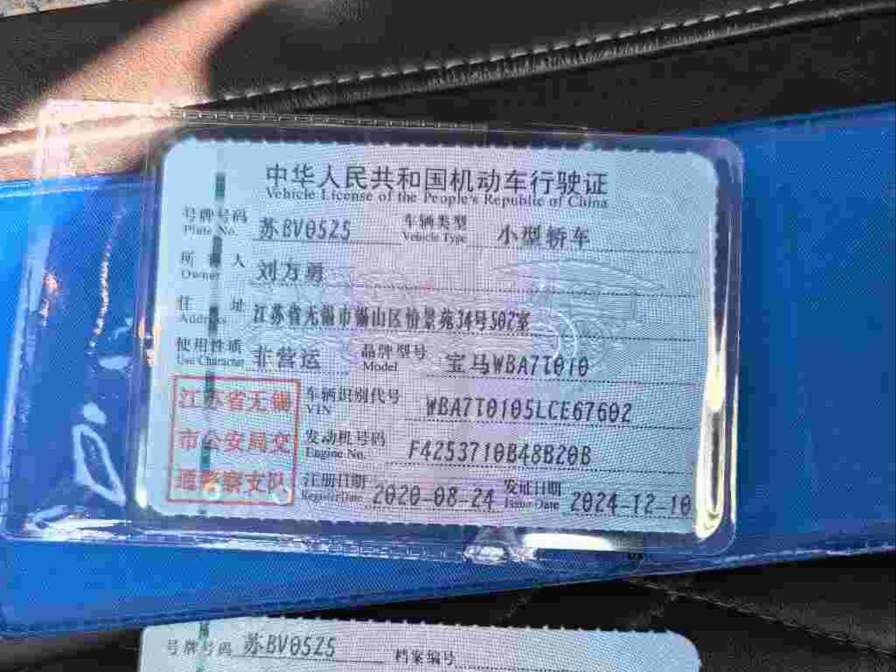 中华人民共和国机动车行驶证
Vehicle License of the People's Republic of China
号牌号码 苏BV0525 车辆类型 小型轿车
Plate No. Vehicle Type
所有人 刘万勇
Owner
住址 江苏省无锡市锡山区怡景苑34号502室
Address
使用性质 非营运 品牌型号 宝马WBA7T010
Use Character Model
江苏省无锡 车辆识别代号 WBA7T0105LCE67602
VIN
市公安局交 发动机号码 F4253710B48B20B
Engine No.
通警察支队 注册日期 2020-08-24 发证日期 2024-12-10
Register Date Issue Date
号牌号码 苏BV0525 档案编号